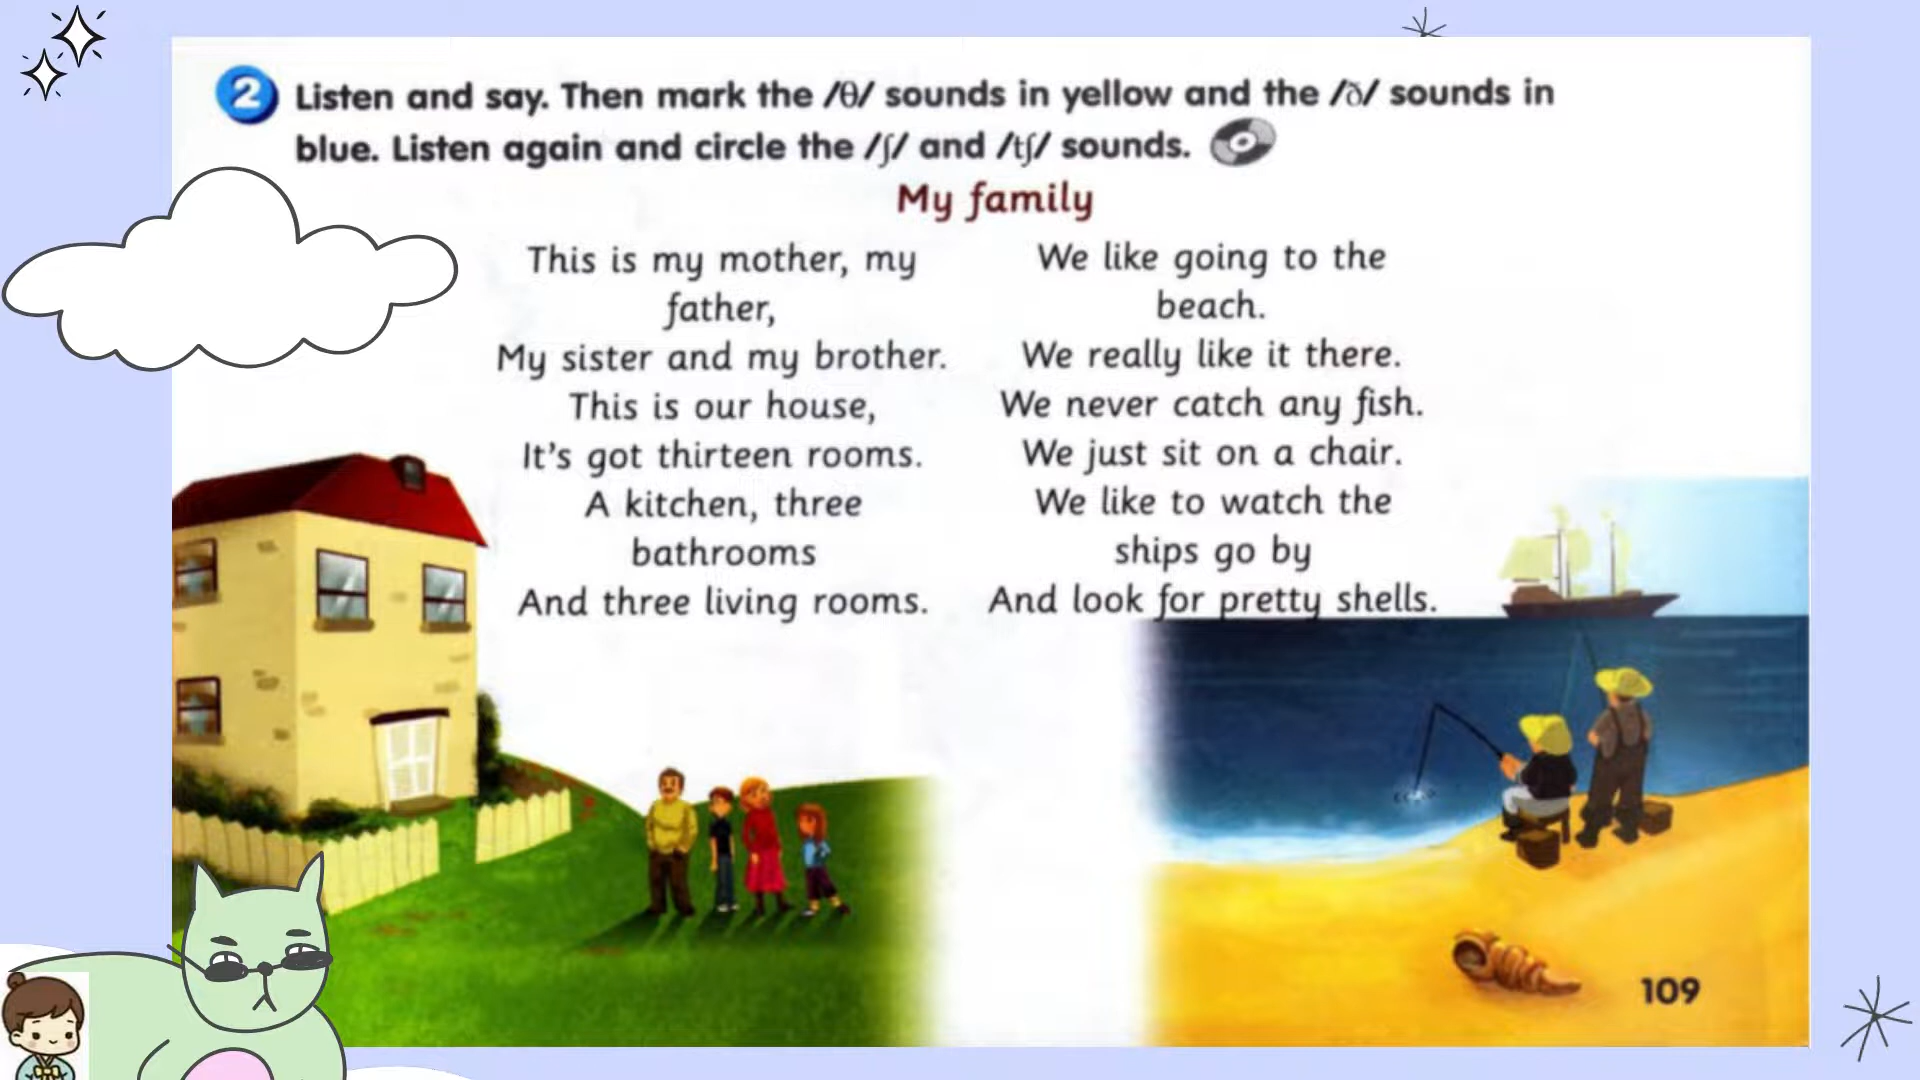 2 Listen and say. Then mark the /θ/ sounds in yellow and the /ð/ sounds in
blue. Listen again and circle the /ʃ/ and /tʃ/ sounds.
My family
This is my mother, my
father,
My sister and my brother.
This is our house,
It's got thirteen rooms.
A kitchen, three
bathrooms
And three living rooms.
We like going to the
beach.
We really like it there.
We never catch any fish.
We just sit on a chair.
We like to watch the
ships go by
And look for pretty shells.
109